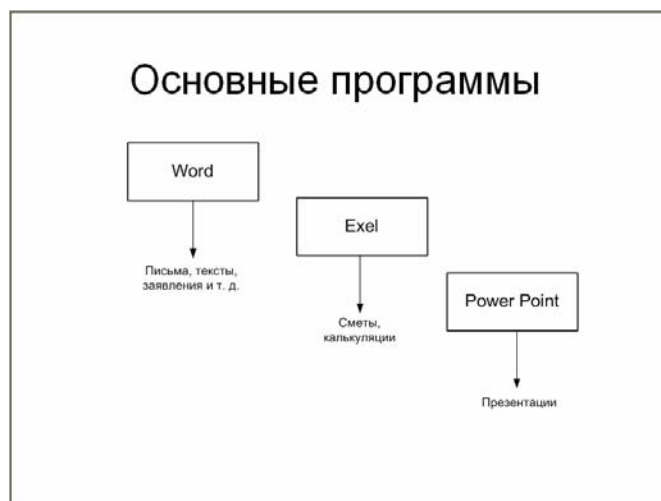 Основные программы
Word
Письма, тексты,
заявления и т. д.
Exel
Сметы,
калькуляции
Power Point
Презентации